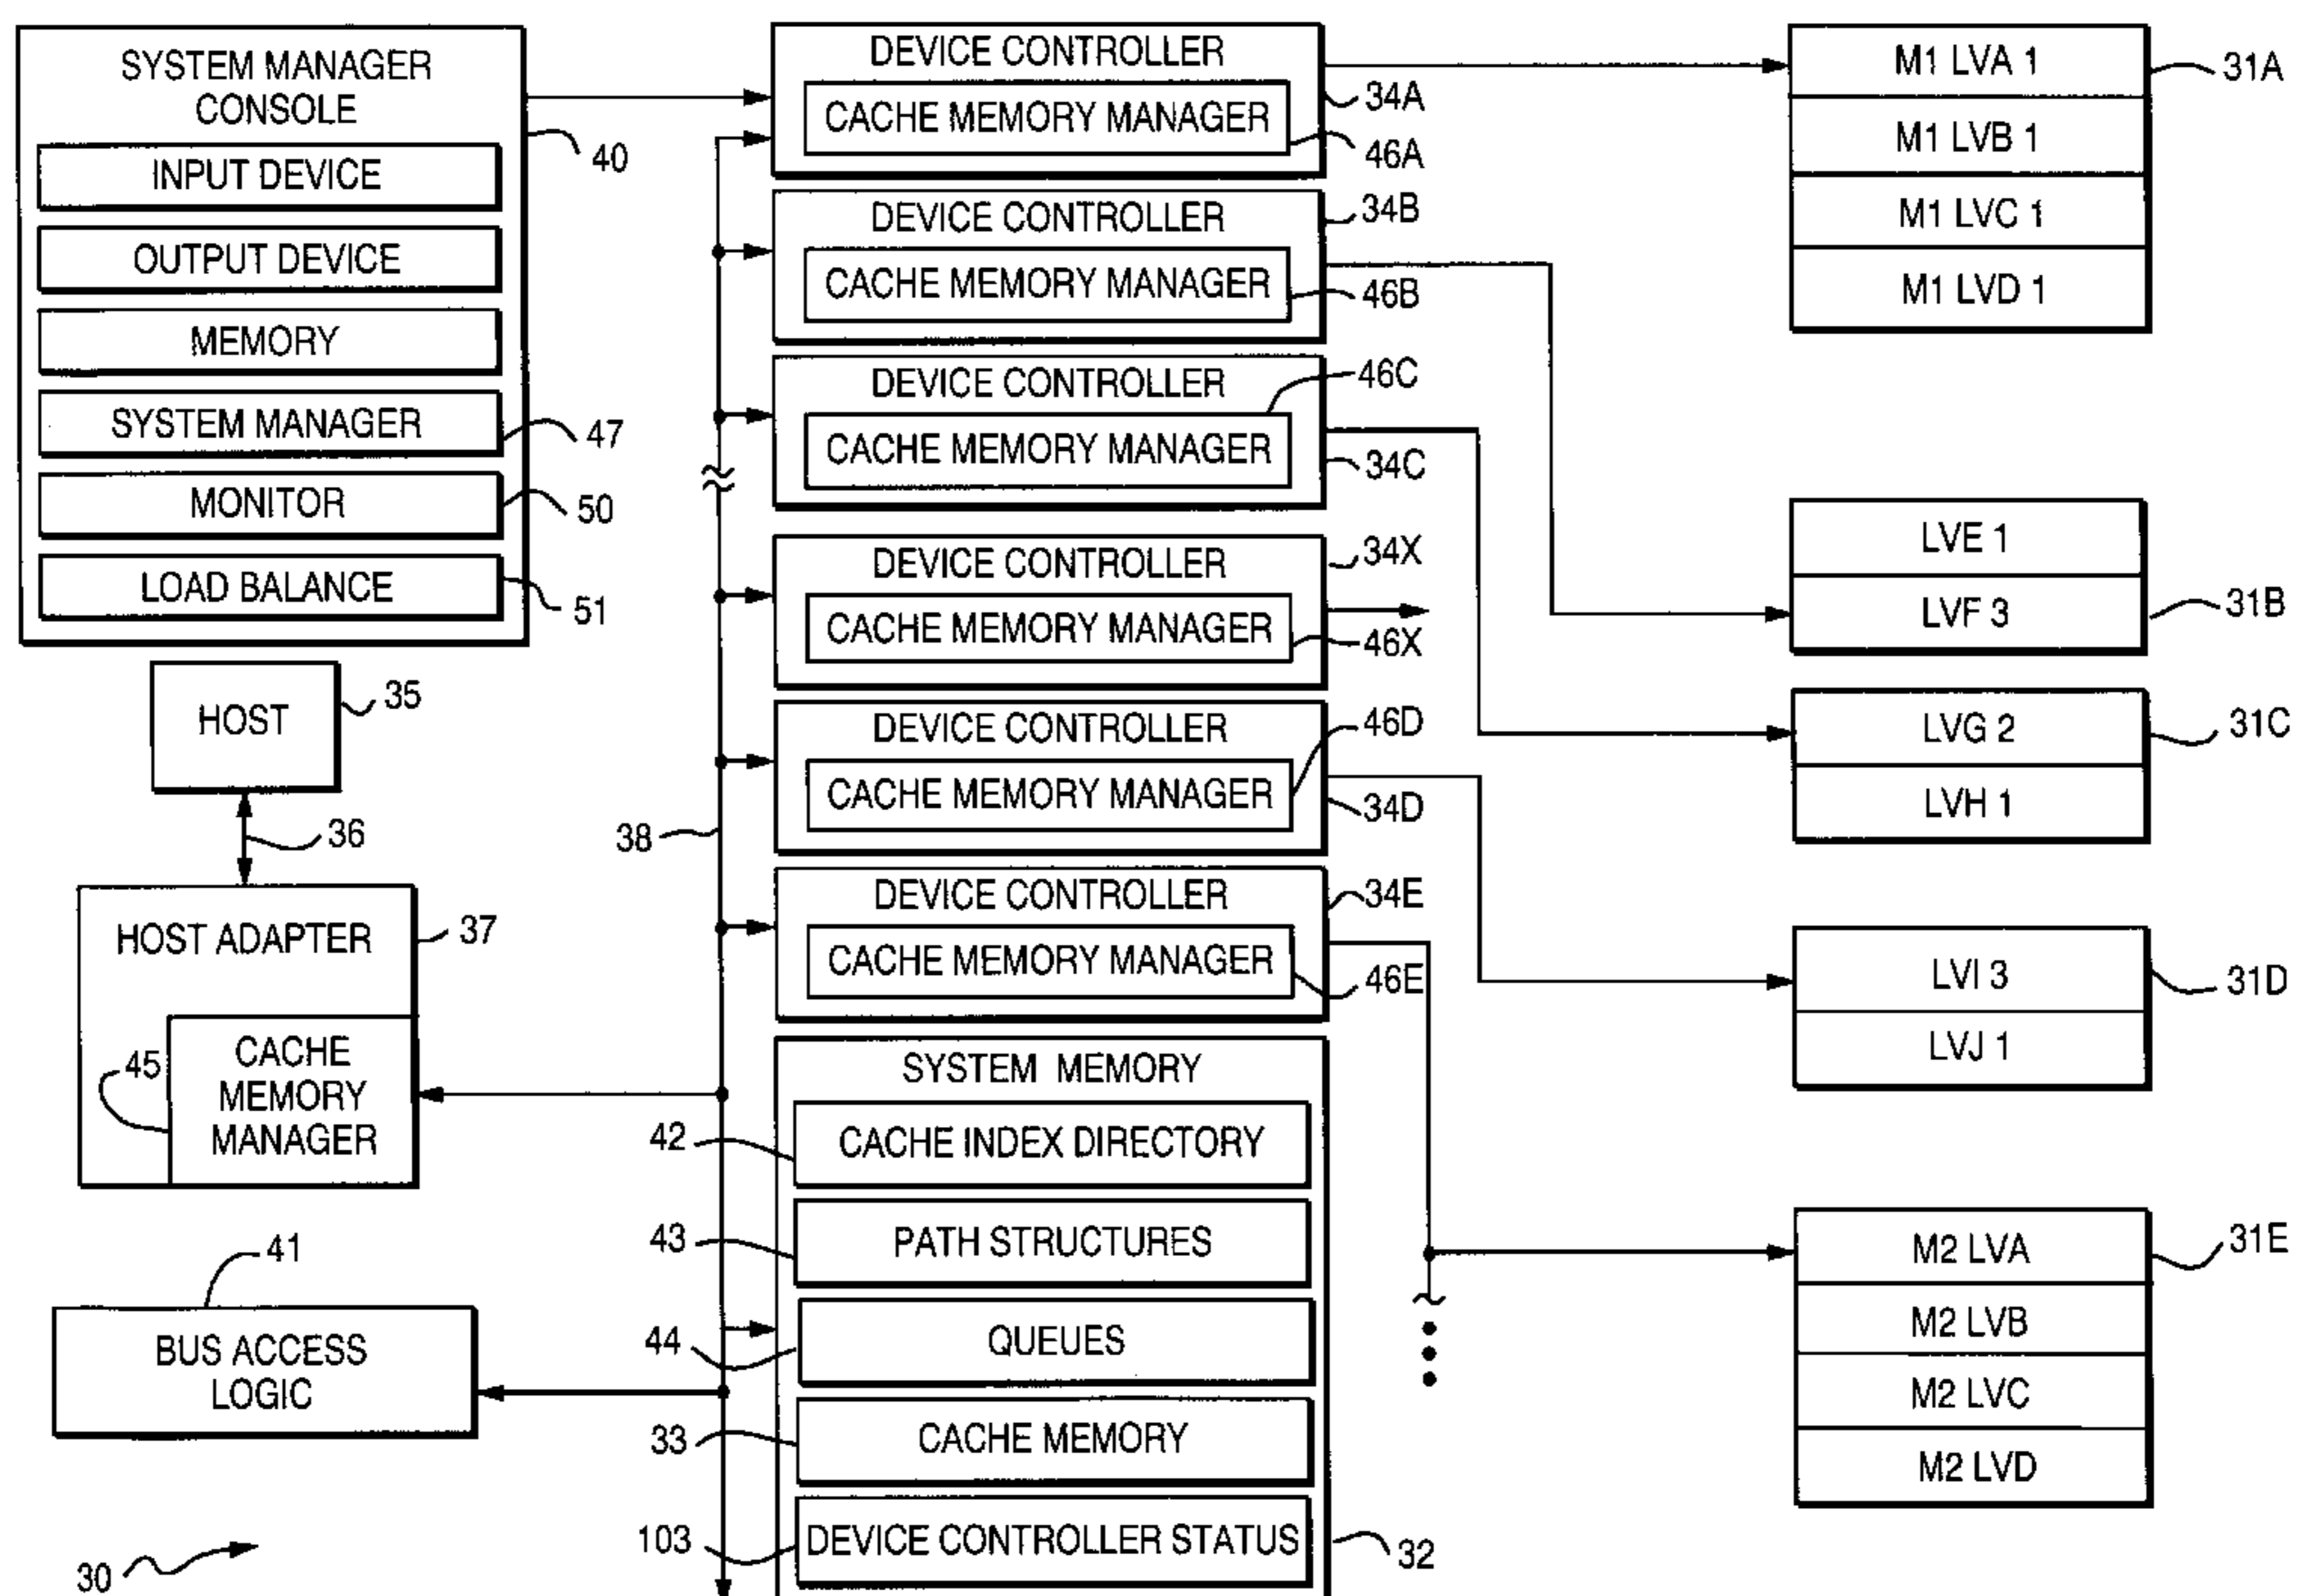 SYSTEM MANAGER
CONSOLE
40
INPUT DEVICE
OUTPUT DEVICE
MEMORY
SYSTEM MANAGER
47
MONITOR
50
LOAD BALANCE
51
HOST
35
36
HOST ADAPTER
37
45
CACHE
MEMORY
MANAGER
41
BUS ACCESS
LOGIC
30
38
DEVICE CONTROLLER
34A
CACHE MEMORY MANAGER
46A
DEVICE CONTROLLER
34B
CACHE MEMORY MANAGER
46B
DEVICE CONTROLLER
46C
CACHE MEMORY MANAGER
34C
DEVICE CONTROLLER
34X
CACHE MEMORY MANAGER
46X
DEVICE CONTROLLER
46D
CACHE MEMORY MANAGER
34D
DEVICE CONTROLLER
34E
CACHE MEMORY MANAGER
46E
SYSTEM MEMORY
42
CACHE INDEX DIRECTORY
43
PATH STRUCTURES
44
QUEUES
33
CACHE MEMORY
103
DEVICE CONTROLLER STATUS
32
M1 LVA 1
31A
M1 LVB 1
M1 LVC 1
M1 LVD 1
LVE 1
LVF 3
31B
LVG 2
31C
LVH 1
LVI 3
31D
LVJ 1
M2 LVA
31E
M2 LVB
M2 LVC
M2 LVD